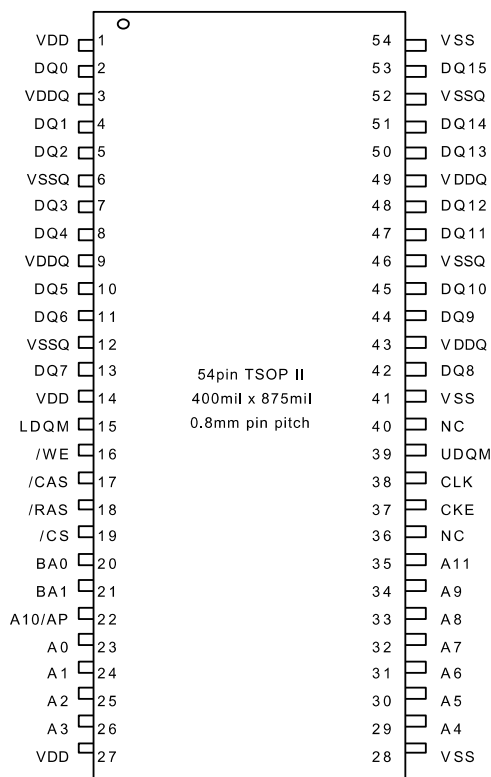 VDD 1 54 VSS
DQ0 2 53 DQ15
VDDQ 3 52 VSSQ
DQ1 4 51 DQ14
DQ2 5 50 DQ13
VSSQ 6 49 VDDQ
DQ3 7 48 DQ12
DQ4 8 47 DQ11
VDDQ 9 46 VSSQ
DQ5 10 45 DQ10
DQ6 11 44 DQ9
VSSQ 12 43 VDDQ
DQ7 13 42 DQ8
54pin TSOP II
VDD 14 41 VSS
400mil x 875mil
LDQM 15 40 NC
0.8mm pin pitch
/WE 16 39 UDQM
/CAS 17 38 CLK
/RAS 18 37 CKE
/CS 19 36 NC
BA0 20 35 A11
BA1 21 34 A9
A10/AP 22 33 A8
A0 23 32 A7
A1 24 31 A6
A2 25 30 A5
A3 26 29 A4
VDD 27 28 VSS